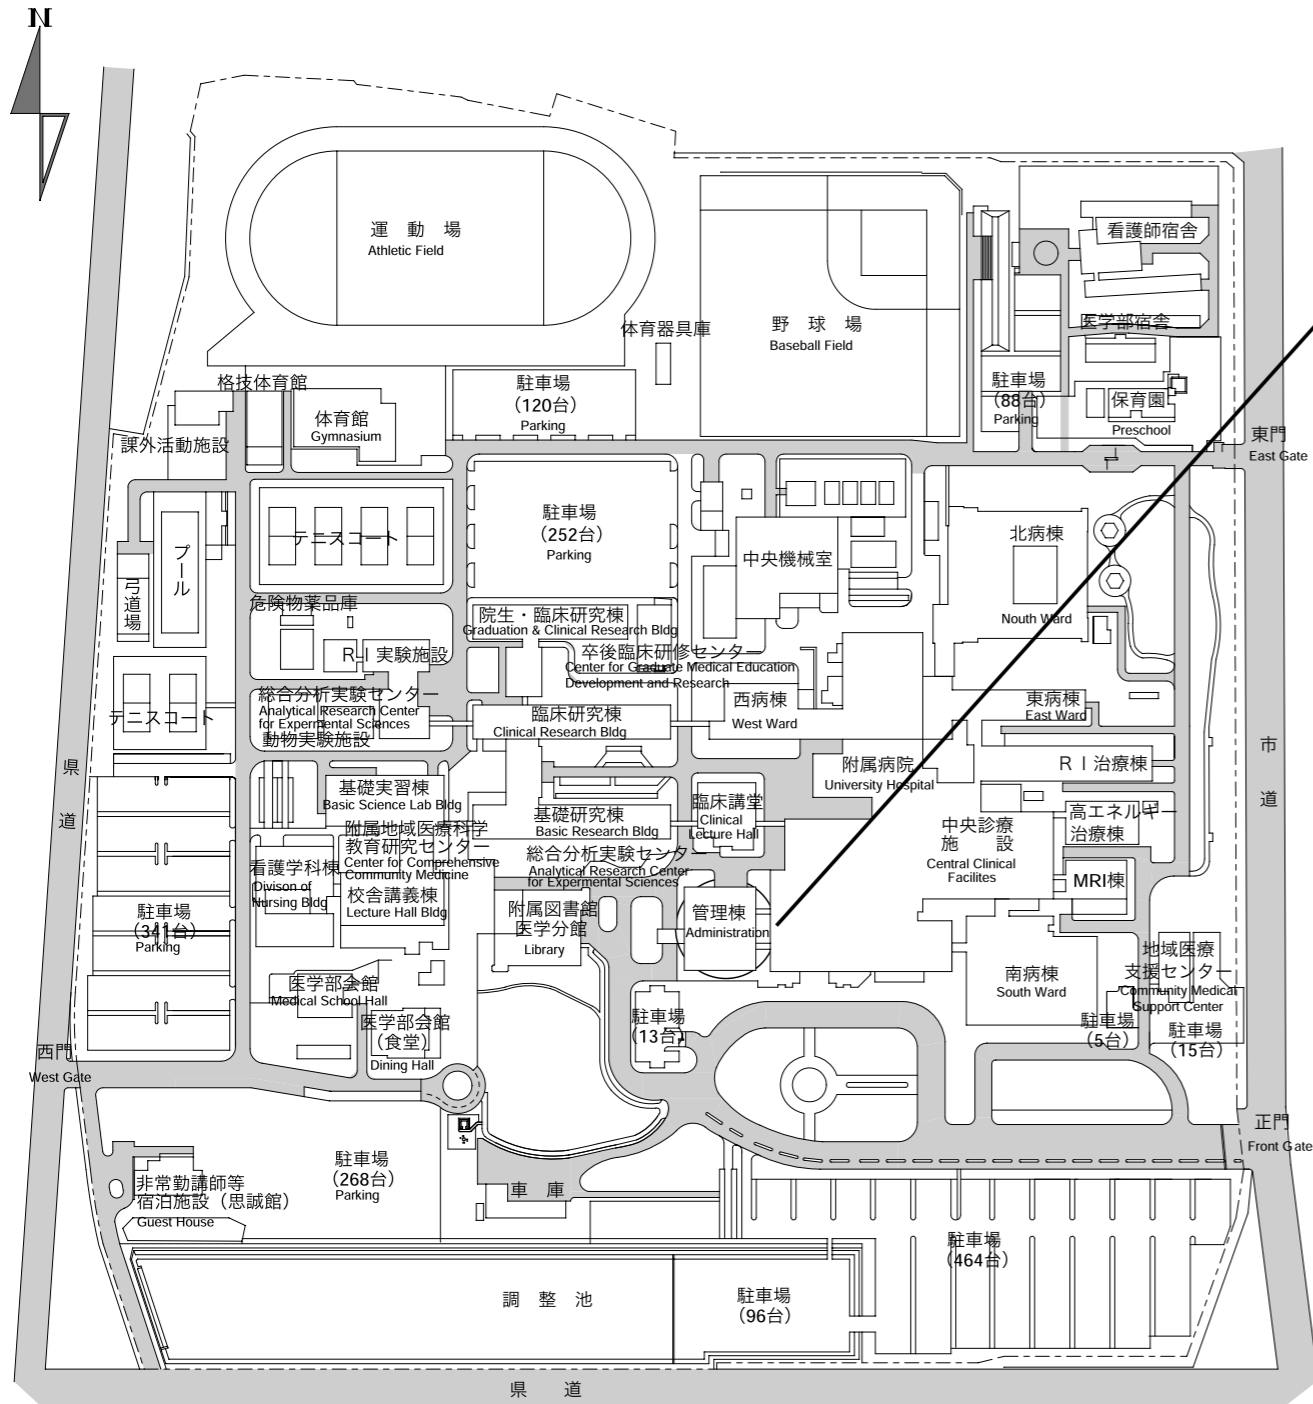 N
運 動 場
Athletic Field
看護師宿舎
医学部宿舎
体育器具庫
野 球 場
Baseball Field
格技体育館
体育館
Gymnasium
駐車場
（120台）
Parking
駐車場
（88台）
Parking
保育園
Preschool
課外活動施設
東門
East Gate
駐車場
（252台）
Parking
テニスコート
プール
弓道場
中央機械室
北病棟
Nouth Ward
危険物薬品庫
院生・臨床研究棟
Graduation & Clinical Research Bldg
R-I 実験施設
卒後臨床研修センター
Center for Graduate Medical Education
Development and Research
総合分析実験センター
Analytical Research Center
for Expermental Sciences
動物実験施設
テニスコート
臨床研究棟
Clinical Research Bldg
西病棟
West Ward
東病棟
East Ward
県
道
市
道
附属病院
University Hospital
R I 治療棟
基礎実習棟
Basic Science Lab Bldg
基礎研究棟
Basic Research Bldg
臨床講堂
Clinical
Lecture Hall
中央診療
施 設
Central Clinical
Facilites
高エネルギー
治療棟
附属地域医療科学
教育研究センター
Center for Comprehensive
Community Medicine
総合分析実験センター
Analytical Research Center
for Expermental Sciences
看護学科棟
Divison of
Nursing Bldg
校舎講義棟
Lecture Hall Bldg
MRI棟
駐車場
（341台）
Parking
附属図書館
医学分館
Library
管理棟
Administration
医学部会館
Medical School Hall
南病棟
South Ward
地域医療
支援センター
Community Medical
Support Center
医学部会館
（食堂）
Dining Hall
駐車場
（13台）
駐車場
（5台）
駐車場
（15台）
西門
West Gate
正門
Front Gate
非常勤講師等
宿泊施設（思誠館）
Guest House
駐車場
（268台）
Parking
車 庫
駐車場
（464台）
調 整 池
駐車場
（96台）
県 道